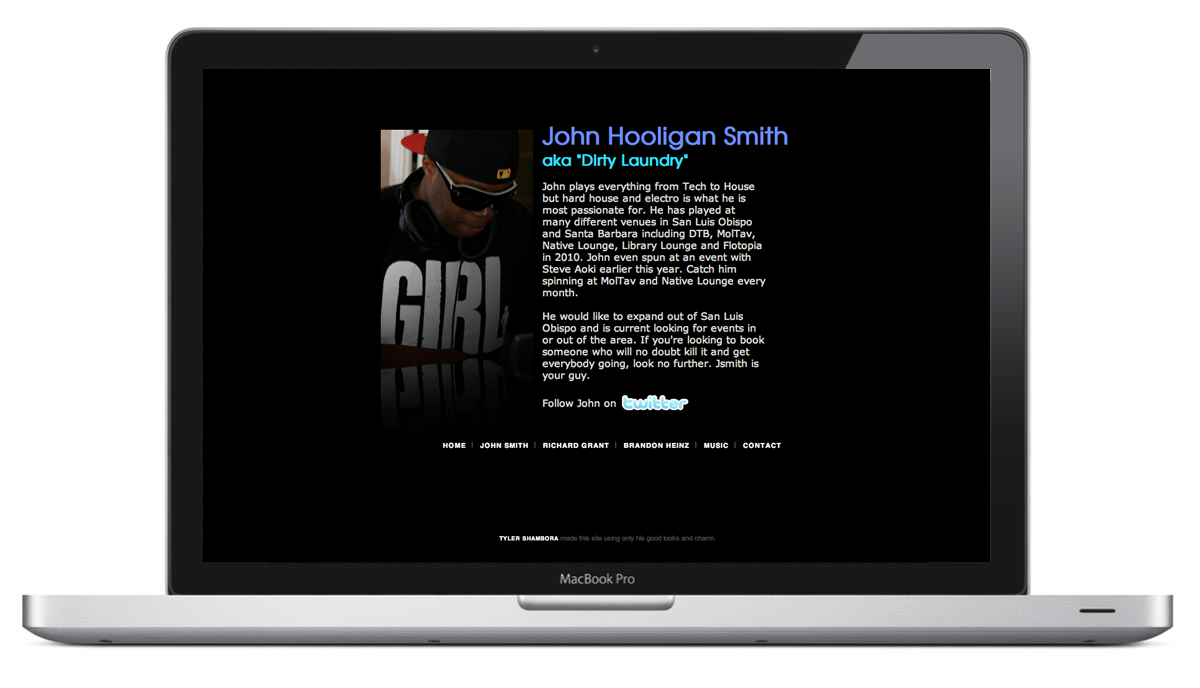 John Hooligan Smith
aka "Dirty Laundry"
John plays everything from Tech to House
but hard house and electro is what he is
most passionate for. He has played at
many different venues in San Luis Obispo
and Santa Barbara including DTB, MolTav,
Native Lounge, Library Lounge and Flotopia
in 2010. John even spun at an event with
Steve Aoki earlier this year. Catch him
spinning at MolTav and Native Lounge every
month.
He would like to expand out of San Luis
Obispo and is current looking for events in
or out of the area. If you're looking to book
someone who will no doubt kill it and get
everybody going, look no further. Jsmith is
your guy.
Follow John on twitter
GIRL
HOME | JOHN SMITH | RICHARD GRANT | BRANDON HEINZ | MUSIC | CONTACT
TYLER SHAMBORA made this site using only his good looks and charm.
MacBook Pro